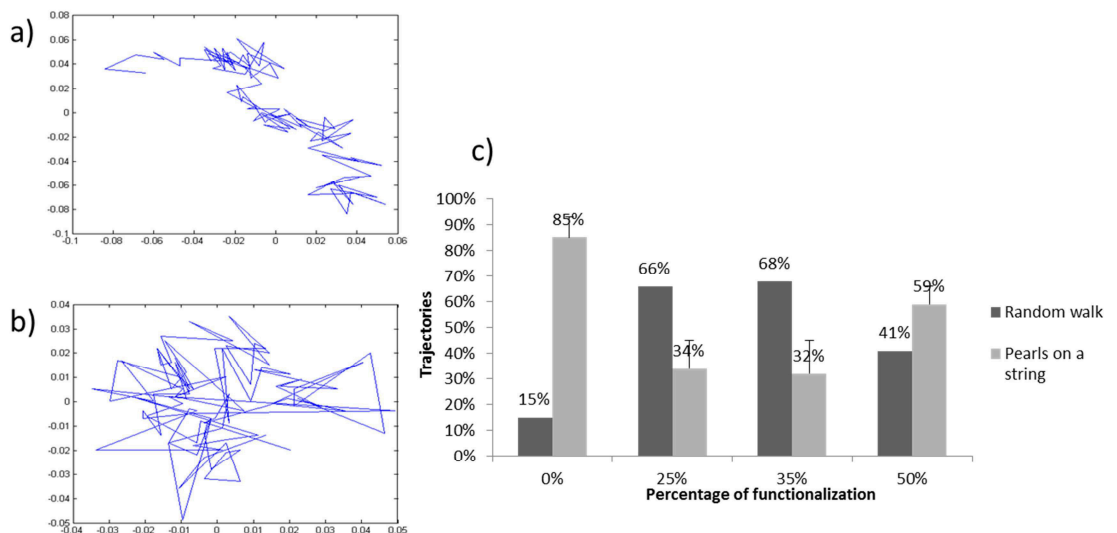 a)
0.08
0.06
0.04
0.02
0
-0.02
-0.04
-0.06
-0.08
-0.1
-0.1 -0.08 -0.06 -0.04 -0.02 0 0.02 0.04 0.06
b)
0.04
0.03
0.02
0.01
0
-0.01
-0.02
-0.03
-0.04
-0.05
-0.04 -0.03 -0.02 -0.01 0 0.01 0.02 0.03 0.04 0.05
c)
Trajectories
100%
90%
80%
70%
60%
50%
40%
30%
20%
10%
0%
15% 85% 66% 34% 68% 32% 41% 59%
0% 25% 35% 50%
Percentage of functionalization
Random walk
Pearls on a
string